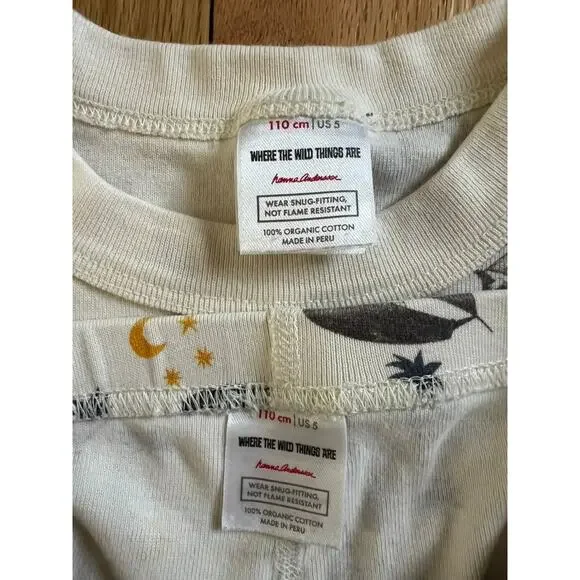 110 cm | US 5
WHERE THE WILD THINGS ARE
hanna Andersson
WEAR SNUG-FITTING,
NOT FLAME RESISTANT
100% ORGANIC COTTON
MADE IN PERU
110 cm | US 5
WHERE THE WILD THINGS ARE
hanna Andersson
WEAR SNUG-FITTING,
NOT FLAME RESISTANT
100% ORGANIC COTTON
MADE IN PERU